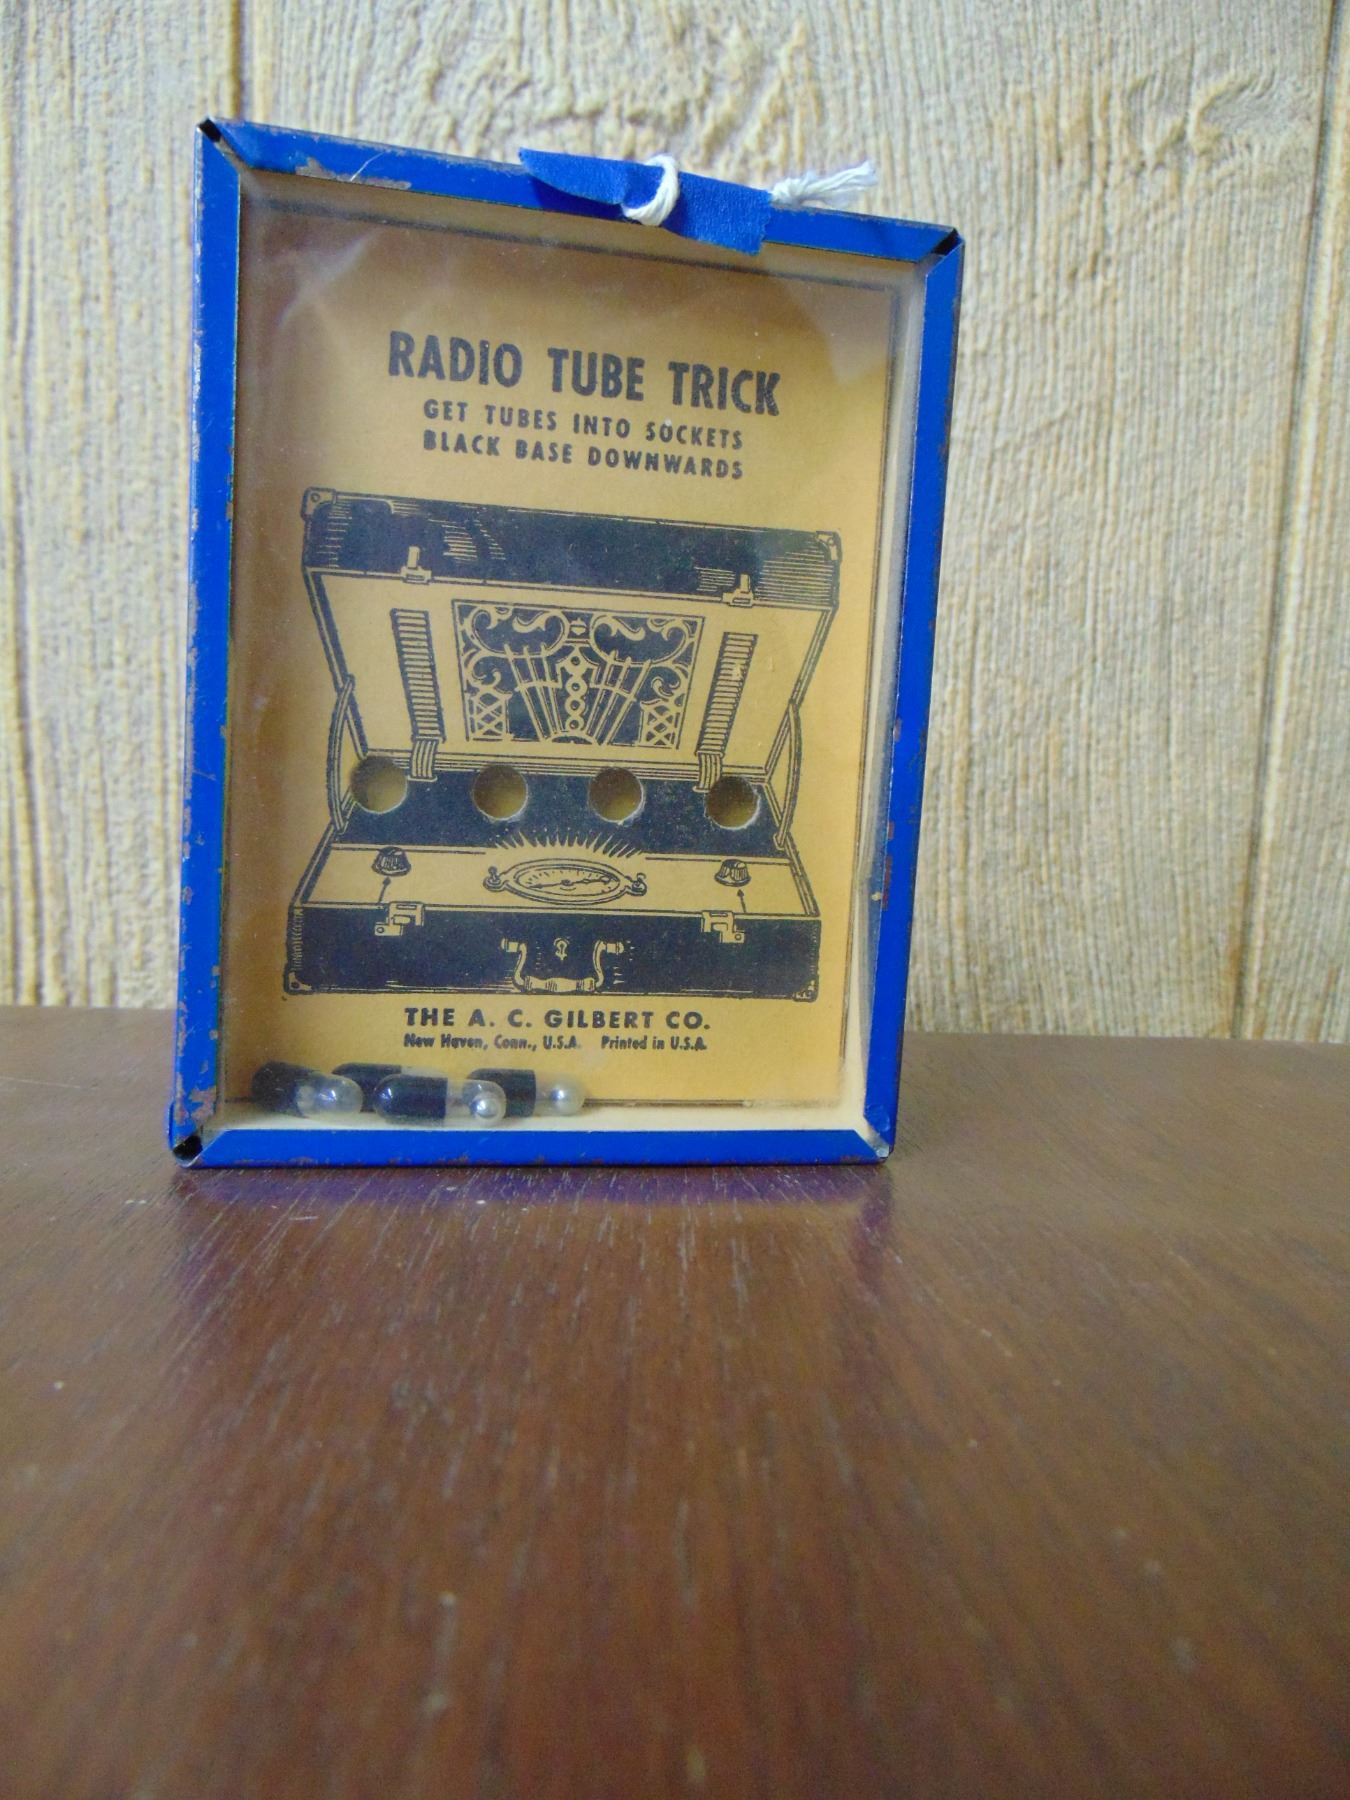 RADIO TUBE TRICK
GET TUBES INTO SOCKETS
BLACK BASE DOWNWARDS
THE A. C. GILBERT CO.
New Haven, Conn., U.S.A. Printed in U.S.A.